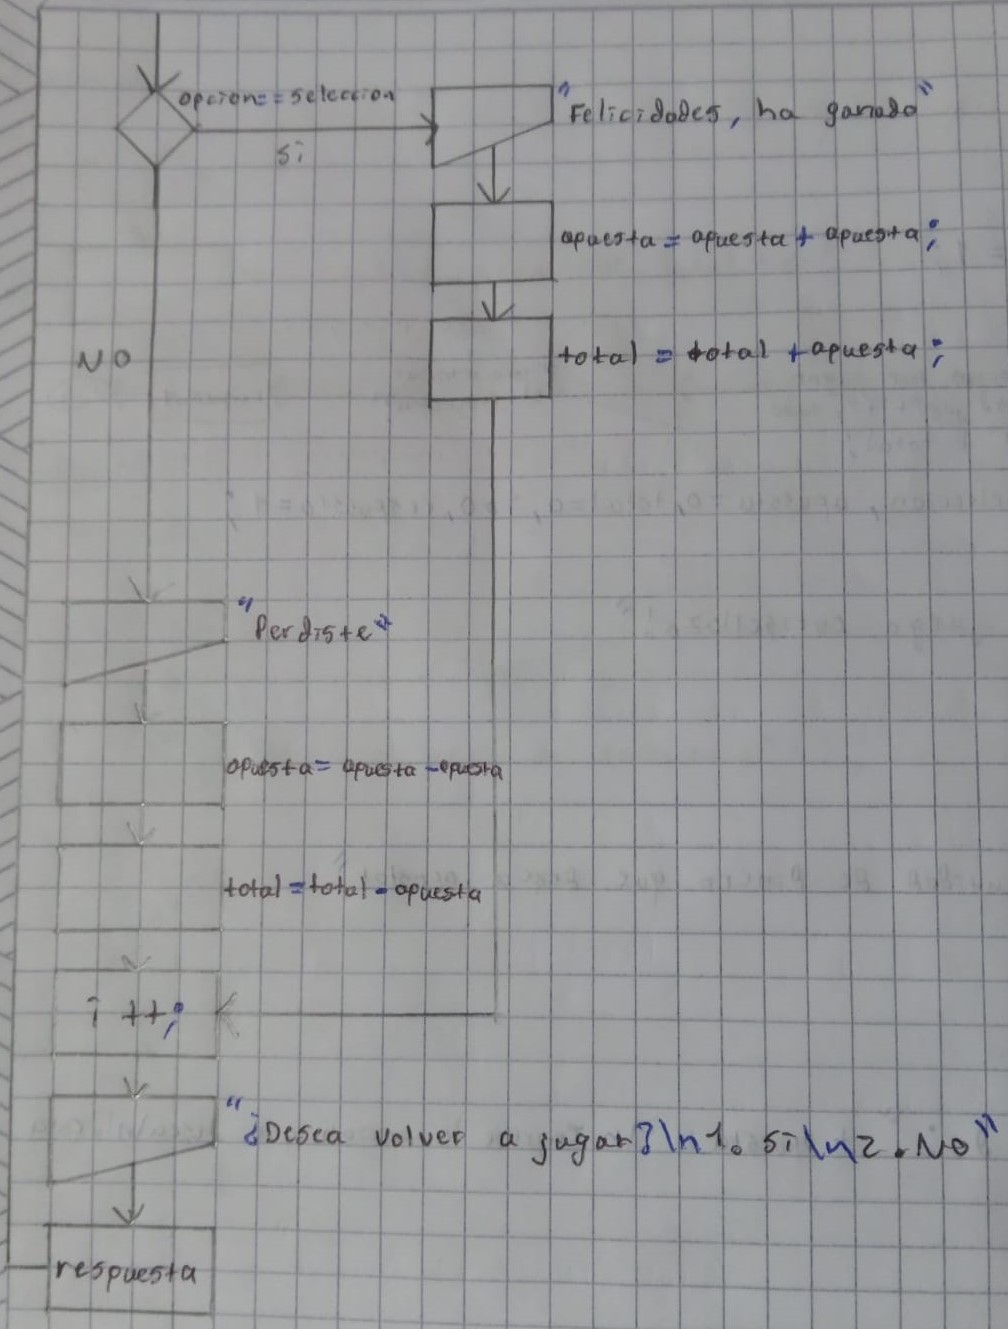 opcion==seleccion
si
"Felicidades, ha ganado"
apuesta = apuesta + apuesta;
NO
total = total + apuesta;
"Perdiste"
apuesta= apuesta -apuesta
total=total-apuesta
i ++;
"¿Desea volver a jugar?\n1. si\n2.No"
respuesta